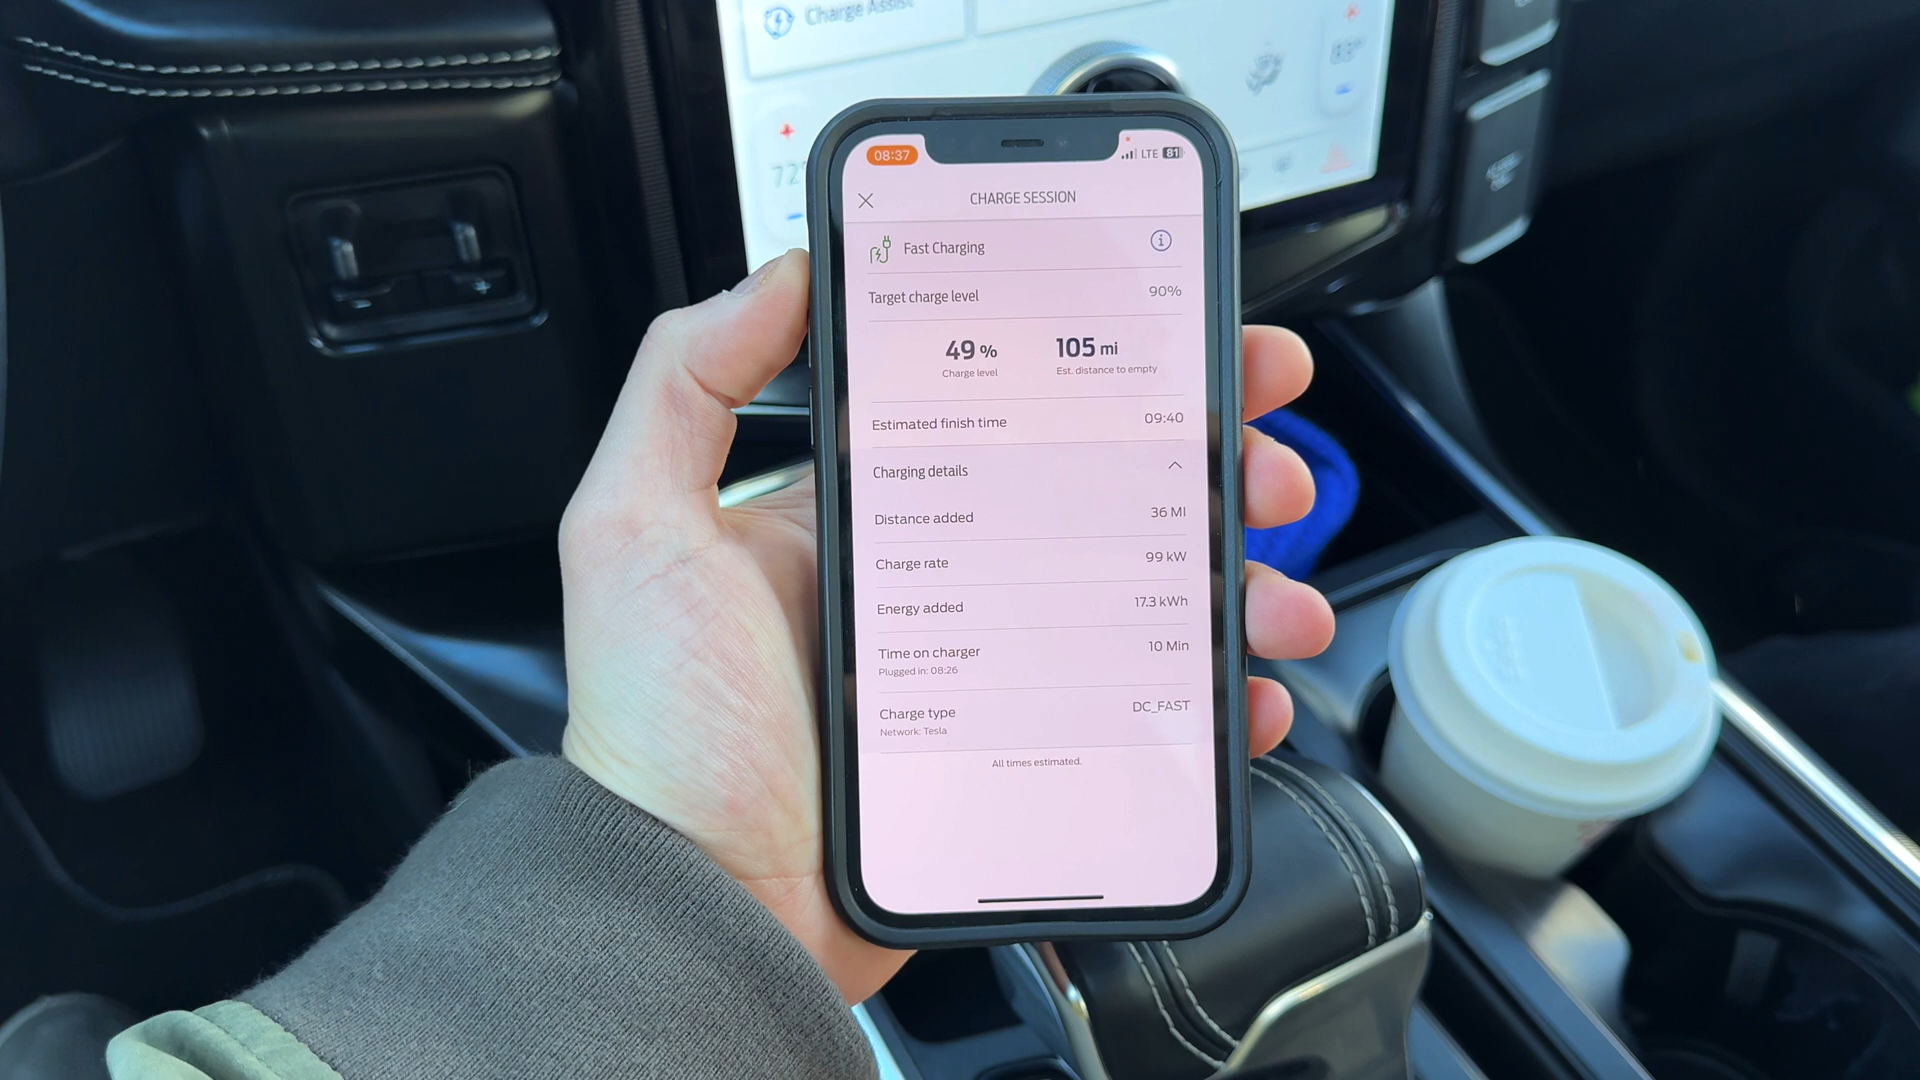 Charge Assist
72
08:37
LTE 81
CHARGE SESSION
Fast Charging
Target charge level 90%
49 % 105 mi
Charge level Est. distance to empty
Estimated finish time 09:40
Charging details
Distance added 36 MI
Charge rate 99 kW
Energy added 17.3 kWh
Time on charger 10 Min
Plugged in: 08:26
Charge type DC_FAST
Network: Tesla
All times estimated.